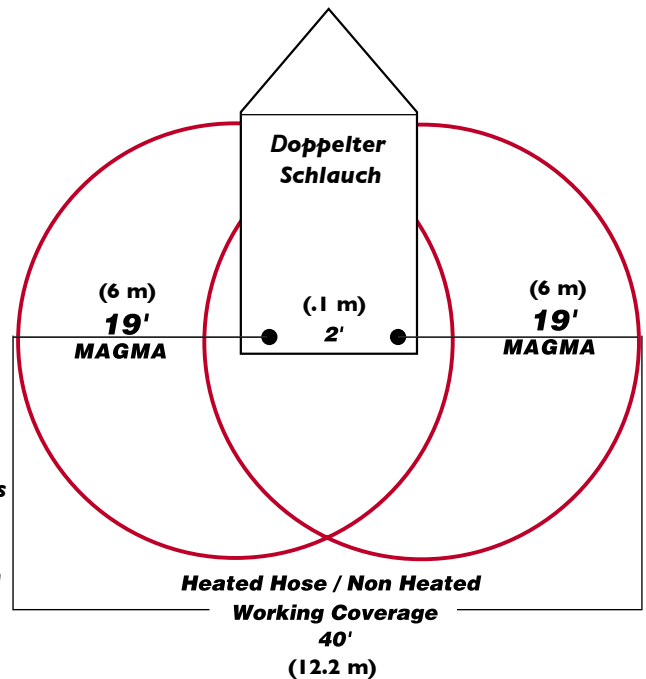 Doppelter
Schlauch
(6 m)
19'
MAGMA
(.1 m)
2'
(6 m)
19'
MAGMA
s
Heated Hose / Non Heated
Working Coverage
40'
(12.2 m)